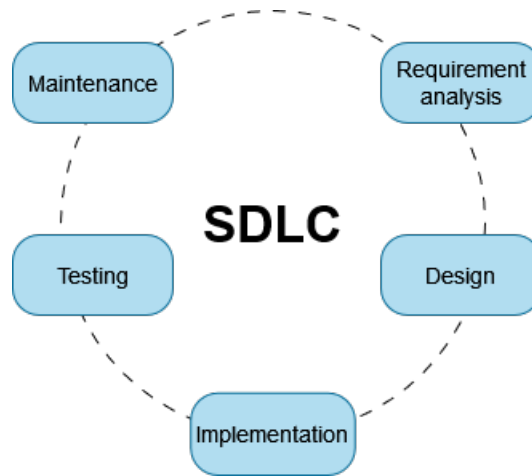 Maintenance
Requirement
analysis
SDLC
Testing
Design
Implementation